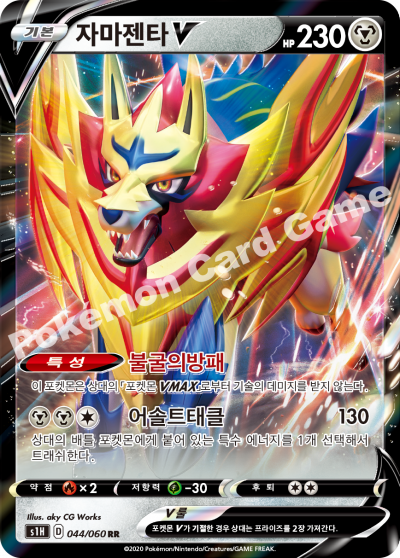 기본 자마젠타V HP 230
Pokémon Card Game
특성 불굴의방패
이 포켓몬은 상대의 「포켓몬 VMAX」로부터 기술의 데미지를 받지 않는다.
어솔트태클 130
상대의 배틀 포켓몬에게 붙어 있는 특수 에너지를 1개 선택해서
트래쉬한다.
약점 ×2 저항력 -30 후퇴
Illus. aky CG Works
V룰
s1H D 044/060 RR
포켓몬 V가 기절한 경우 상대는 프라이즈를 2장 가져간다.
©2020 Pokémon/Nintendo/Creatures/GAME FREAK.